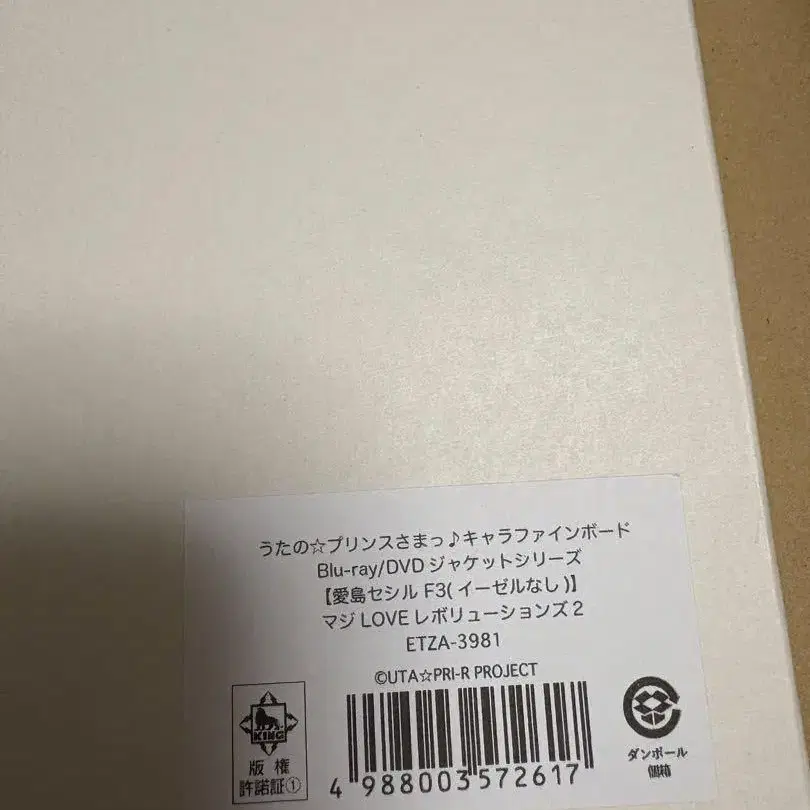 うたの☆プリンスさまっ♪キャラファインボード
Blu-ray/DVD ジャケットシリーズ
【愛島セシル F3( イーゼルなし )】
マジ LOVE レボリューションズ 2
ETZA-3981
©UTA☆PRI-R PROJECT
KING
版権
許諾証①
4 988003 572617
ダンボール
個箱